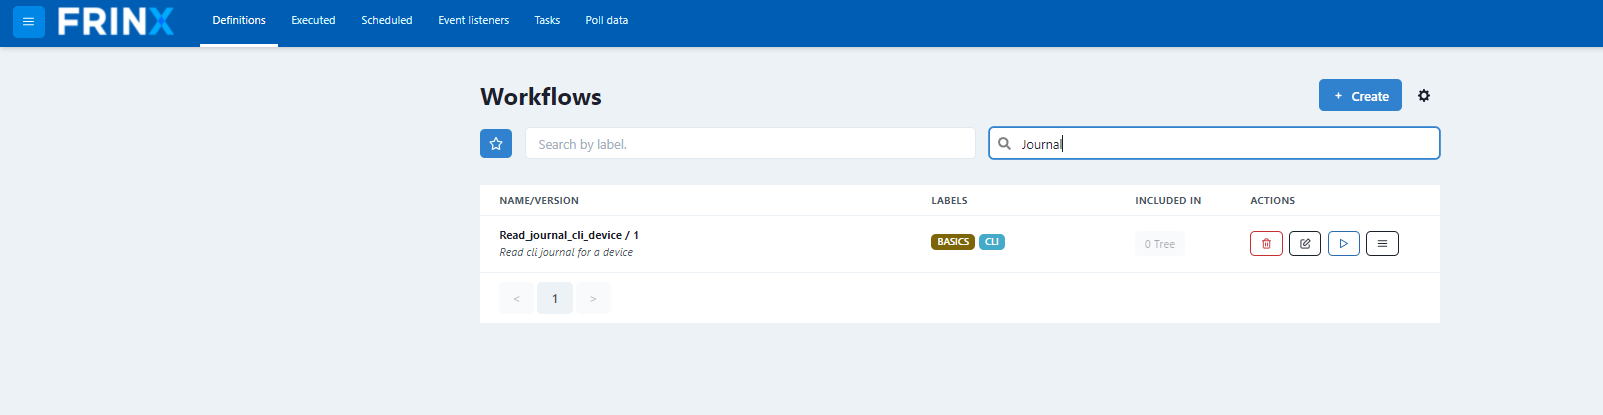 FRINX Definitions Executed Scheduled Event listeners Tasks Poll data
Workflows
+ Create
Search by label.
Journal
NAME/VERSION LABELS INCLUDED IN ACTIONS
Read_journal_cli_device / 1
Read cli journal for a device
BASICS CLI
0 Tree
< 1 >